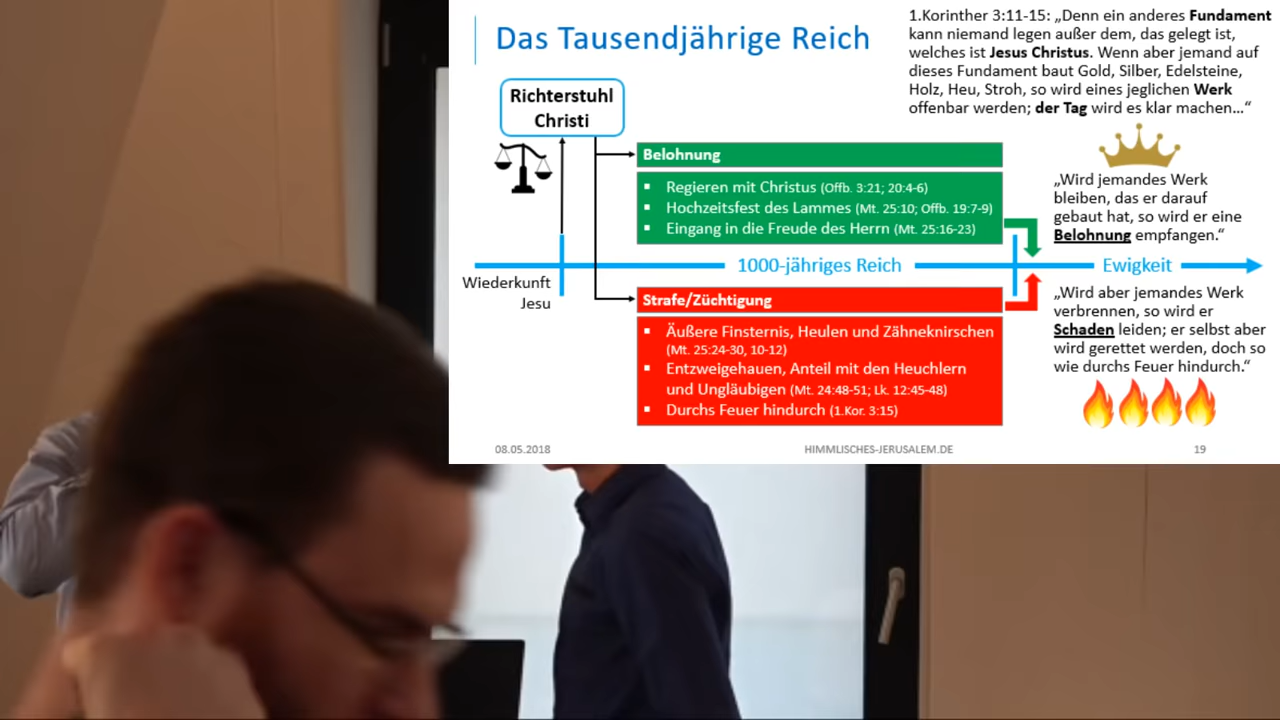 Das Tausendjährige Reich
1.Korinther 3:11-15: „Denn ein anderes Fundament
kann niemand legen außer dem, das gelegt ist,
welches ist Jesus Christus. Wenn aber jemand auf
dieses Fundament baut Gold, Silber, Edelsteine,
Holz, Heu, Stroh, so wird eines jeglichen Werk
offenbar werden; der Tag wird es klar machen…“
Richterstuhl
Christi
Belohnung
▪ Regieren mit Christus (Offb. 3:21; 20:4-6)
▪ Hochzeitsfest des Lammes (Mt. 25:10; Offb. 19:7-9)
▪ Eingang in die Freude des Herrn (Mt. 25:16-23)
„Wird jemandes Werk
bleiben, das er darauf
gebaut hat, so wird er eine
Belohnung empfangen.“
1000-jähriges Reich
Ewigkeit
Wiederkunft
Jesu
Strafe/Züchtigung
▪ Äußere Finsternis, Heulen und Zähneknirschen
(Mt. 25:24-30, 10-12)
▪ Entzweigehauen, Anteil mit den Heuchlern
und Ungläubigen (Mt. 24:48-51; Lk. 12:45-48)
▪ Durchs Feuer hindurch (1.Kor. 3:15)
„Wird aber jemandes Werk
verbrennen, so wird er
Schaden leiden; er selbst aber
wird gerettet werden, doch so
wie durchs Feuer hindurch.“
08.05.2018
HIMMLISCHES-JERUSALEM.DE
19